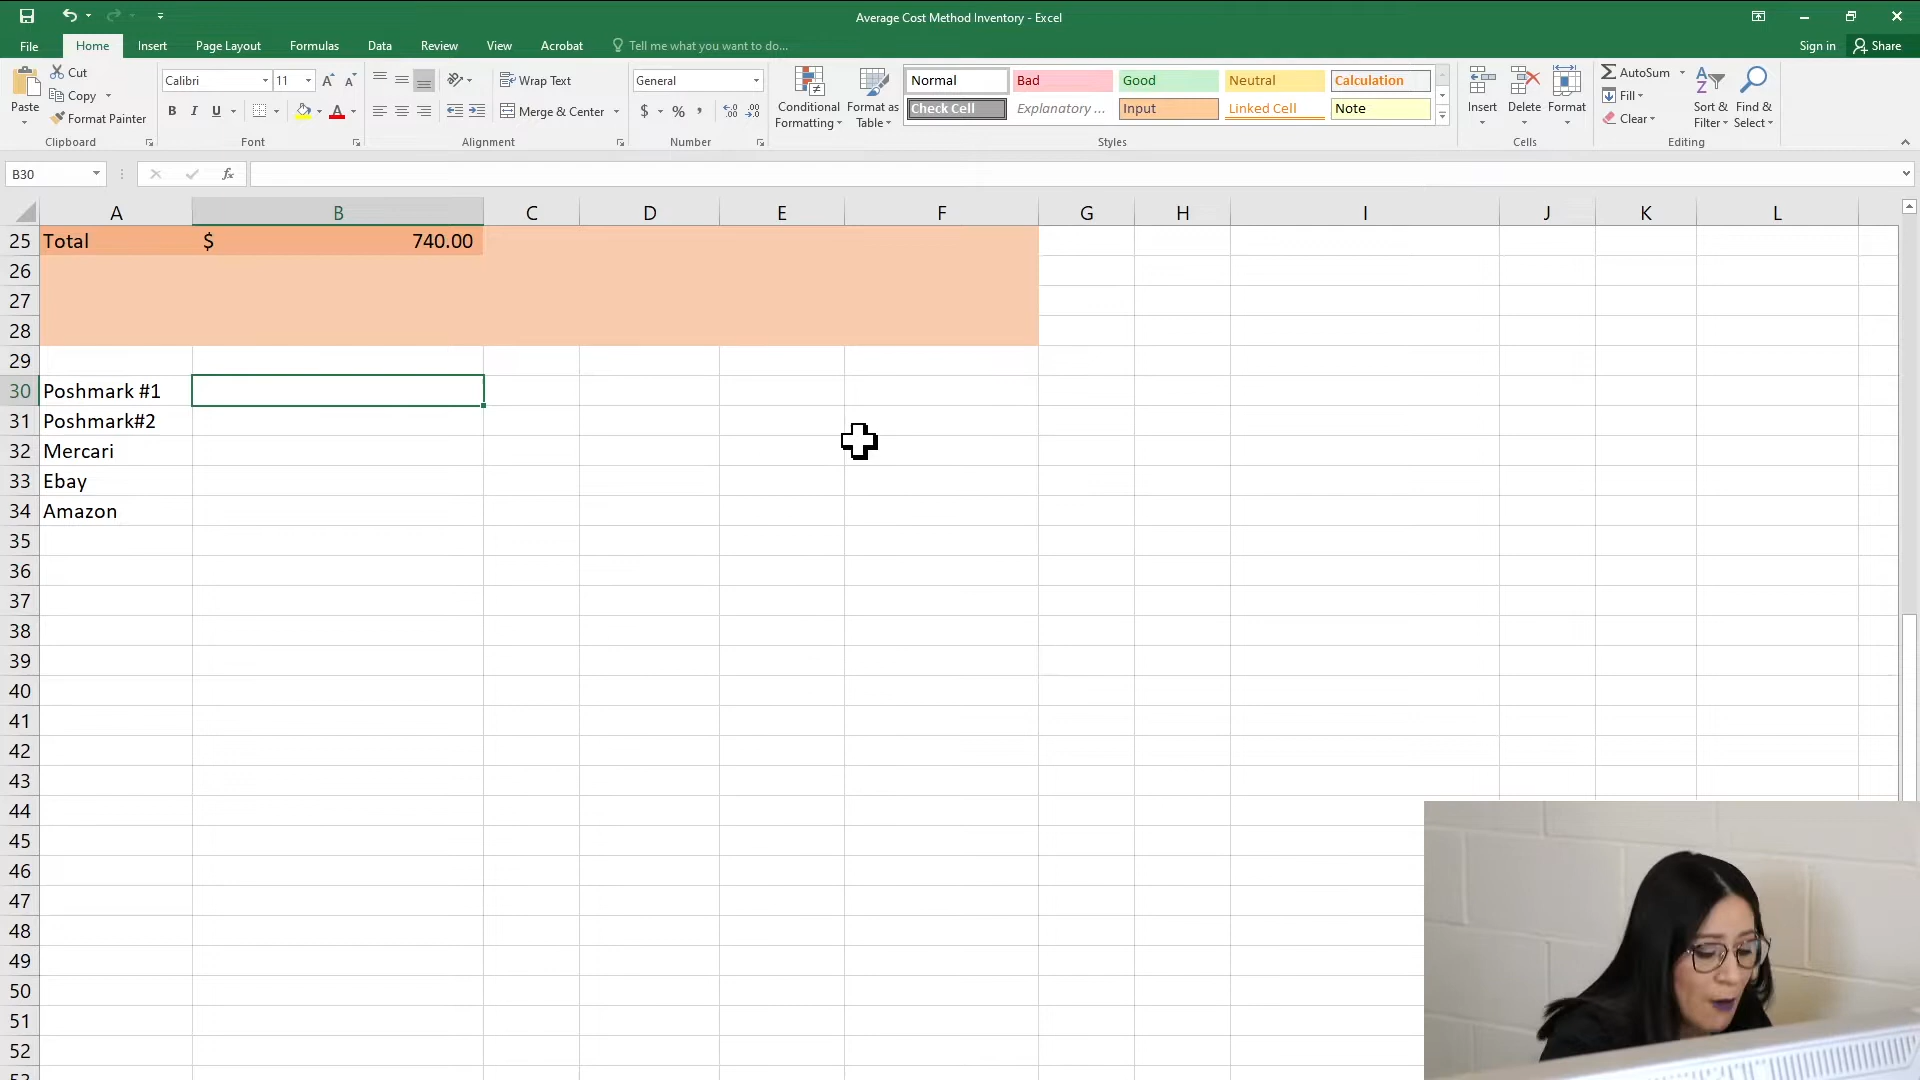 Average Cost Method Inventory - Excel
File Home Insert Page Layout Formulas Data Review View Acrobat Tell me what you want to do... Sign in Share
Paste
Cut
Copy
Format Painter
Clipboard
Calibri 11
B I U
Font
Wrap Text
Merge & Center
Alignment
General
$ % ,
Number
Conditional Formatting
Format as Table
Normal Bad Good Neutral Calculation
Check Cell Explanatory ... Input Linked Cell Note
Styles
Insert Delete Format
Cells
AutoSum
Fill
Clear
Sort & Filter
Find & Select
Editing
B30 fx
A B C D E F G H I J K L
25 Total $ 740.00
26
27
28
29
30 Poshmark #1
31 Poshmark#2
32 Mercari
33 Ebay
34 Amazon
35
36
37
38
39
40
41
42
43
44
45
46
47
48
49
50
51
52